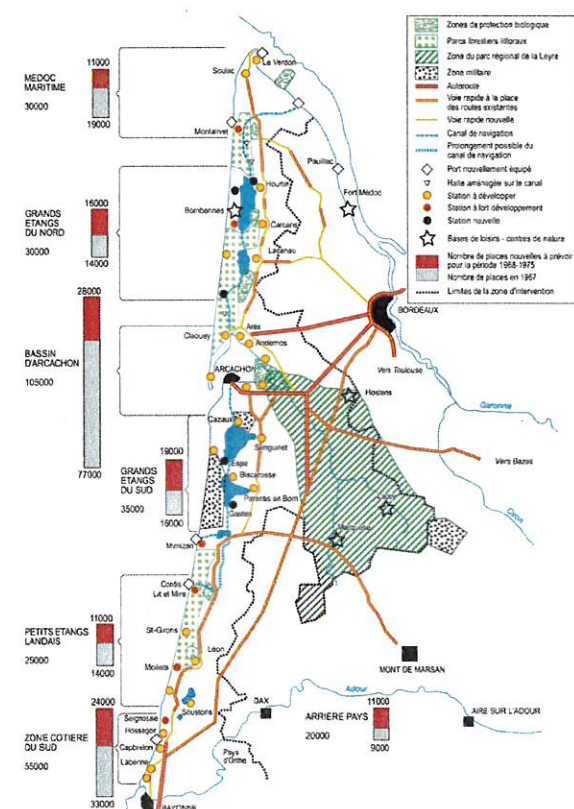 Zones de protection biologique
Parcs forestiers littoraux
Zone du parc régional de la Leyre
Zone militaire
Autoroute
Voie rapide à la place
des routes existantes
Voie rapide nouvelle
Canal de navigation
Prolongement possible du
canal de navigation
Port nouvellement équipé
Halte aménagée sur le canal
Station à développer
Station à fort développement
Station nouvelle
Bases de loisirs - centres de nature
Nombre de places nouvelles à prévoir
pour la période 1968-1975
Nombre de places en 1967
Limites de la zone d'intervention
MEDOC
MARITIME
30000
11000
19000
GRANDS
ETANGS
DU NORD
30000
16000
14000
BASSIN
D'ARCACHON
105000
28000
77000
GRANDS
ETANGS
DU SUD
35000
19000
16000
PETITS ETANGS
LANDAIS
25000
11000
14000
ZONE COTIERE
DU SUD
55000
24000
33000
ARRIERE PAYS
20000
11000
9000
Le Verdon
Soulac
Montalivet
Pauillac
Fort Médoc
Hourtin
Bombannes
Carcans
Lacanau
BORDEAUX
Claouey
Arès
Andernos
ARCACHON
Vers Toulouse
Garonne
Hostens
Cazaux
Sanguinet
Vers Bazas
Ciron
Biscarosse
Parentis en Born
Gastes
Mimizan
Contis
Lit et Mixe
St-Girons
Léon
Moliets
MONT DE MARSAN
Adour
DAX
AIRE SUR L'ADOUR
Soustons
Seignosse
Hossegor
Capbreton
Labenne
Pays
d'Orthe
BAYONNE